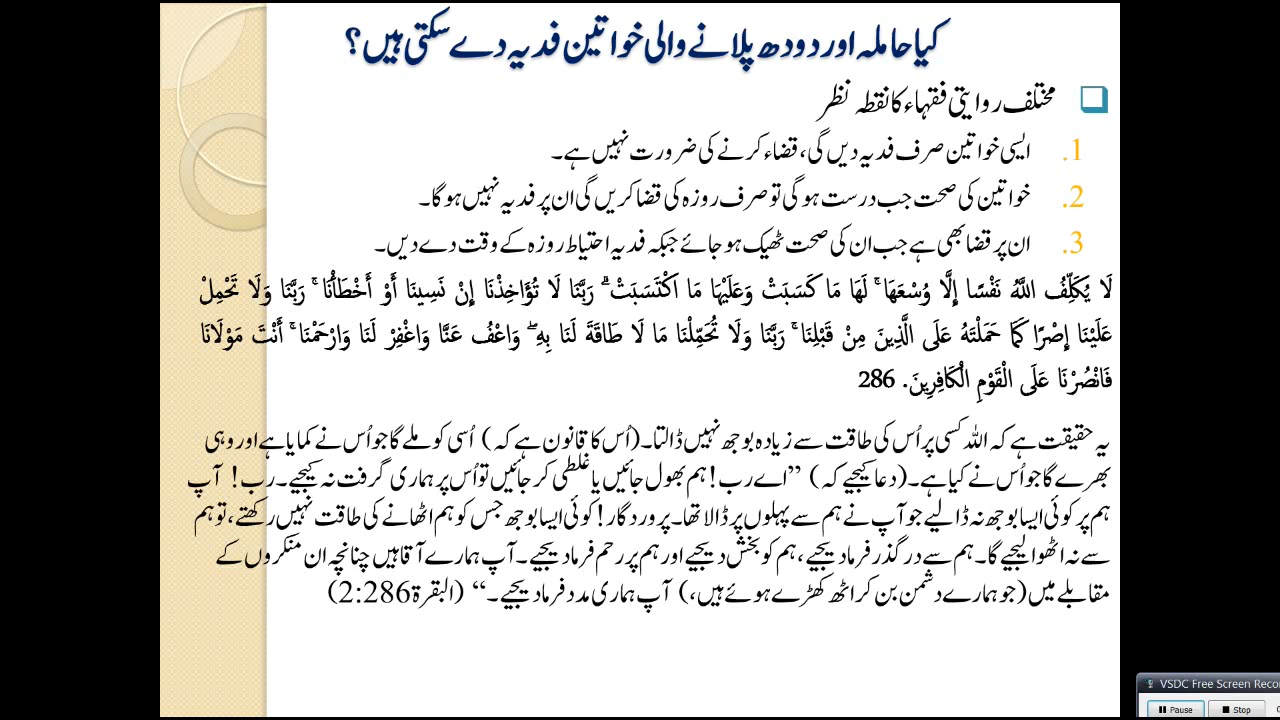 کیا حاملہ اور دودھ پلانے والی خواتین فدیہ دے سکتی ہیں؟
مختلف روایتی فقہاء کا نقطہ نظر
1. ایسی خواتین صرف فدیہ دیں گی، قضاء کرنے کی ضرورت نہیں ہے۔
2. خواتین کی صحت جب درست ہو گی تو صرف روزہ کی قضا کریں گی ان پر فدیہ نہیں ہو گا۔
3. ان پر قضا بھی ہے جب ان کی صحت ٹھیک ہو جائے جبکہ فدیہ احتیاط روزہ کے وقت دے دیں۔
لَا يُكَلِّفُ اللَّهُ نَفْسًا إِلَّا وُسْعَهَا ۚ لَهَا مَا كَسَبَتْ وَعَلَيْهَا مَا اكْتَسَبَتْ ۗ رَبَّنَا لَا تُؤَاخِذْنَا إِنْ نَسِينَا أَوْ أَخْطَأْنَا ۚ رَبَّنَا وَلَا تَحْمِلْ
عَلَيْنَا إِصْرًا كَمَا حَمَلْتَهُ عَلَى الَّذِينَ مِنْ قَبْلِنَا ۚ رَبَّنَا وَلَا تُحَمِّلْنَا مَا لَا طَاقَةَ لَنَا بِهِ ۖ وَاعْفُ عَنَّا وَاغْفِرْ لَنَا وَارْحَمْنَا ۚ أَنْتَ مَوْلَانَا
فَانْصُرْنَا عَلَى الْقَوْمِ الْكَافِرِينَ. 286
یہ حقیقت ہے کہ اللہ کسی پر اُس کی طاقت سے زیادہ بوجھ نہیں ڈالتا۔ (اُس کا قانون ہے کہ) اُسی کو ملے گا جو اُس نے کمایا ہے اور وہی
بھرے گا جو اُس نے کیا ہے۔ (دعا کیجیے کہ) ”اے رب! ہم بھول جائیں یا غلطی کر جائیں تو اُس پر ہماری گرفت نہ کیجیے۔ رب! آپ
ہم پر کوئی ایسا بوجھ نہ ڈالیے جو آپ نے ہم سے پہلوں پر ڈالا تھا۔ پروردگار! کوئی ایسا بوجھ جس کو ہم اٹھانے کی طاقت نہیں رکھتے، تو ہم
سے نہ اٹھوا لیجیے گا۔ ہم سے درگذر فرما دیجیے، ہم کو بخش دیجیے اور ہم پر رحم فرما دیجیے۔ آپ ہمارے آقا ہیں چنانچہ ان منکروں کے
مقابلے میں (جو ہمارے دشمن بن کر اٹھ کھڑے ہوئے ہیں،) آپ ہماری مدد فرما دیجیے۔“ (البقرۃ 2:286)
VSDC Free Screen Reco
Pause Stop